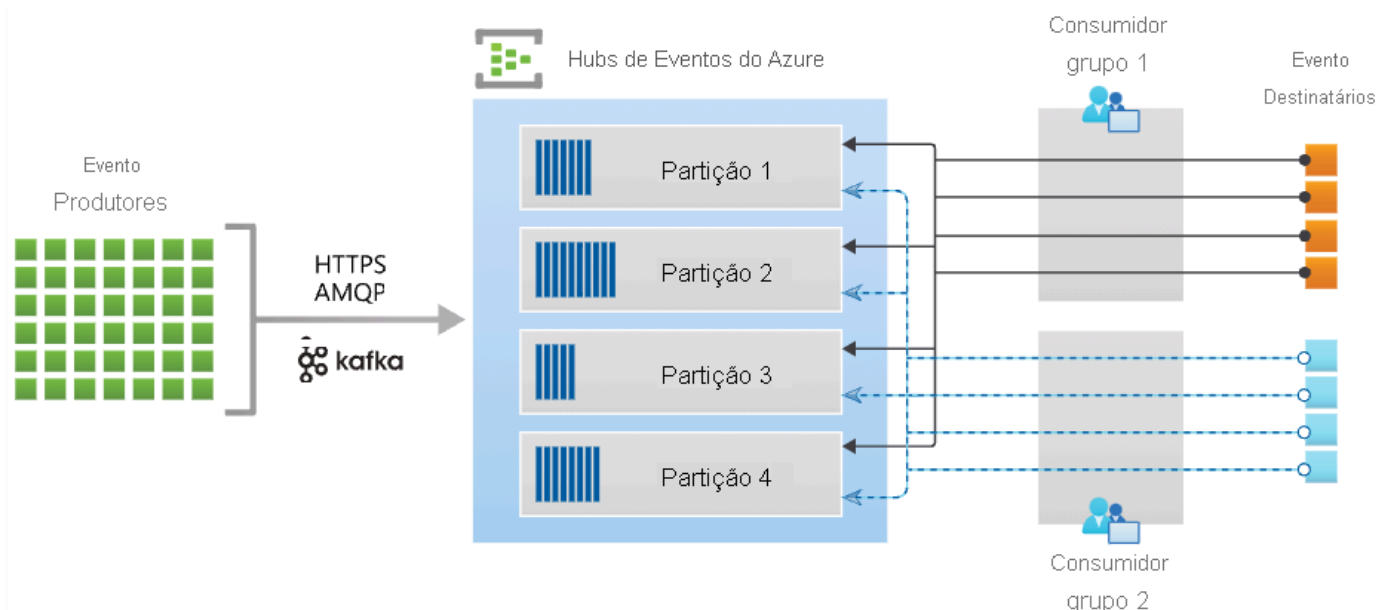 Evento
Produtores
HTTPS
AMQP
kafka
Hubs de Eventos do Azure
Partição 1
Partição 2
Partição 3
Partição 4
Consumidor
grupo 1
Consumidor
grupo 2
Evento
Destinatários